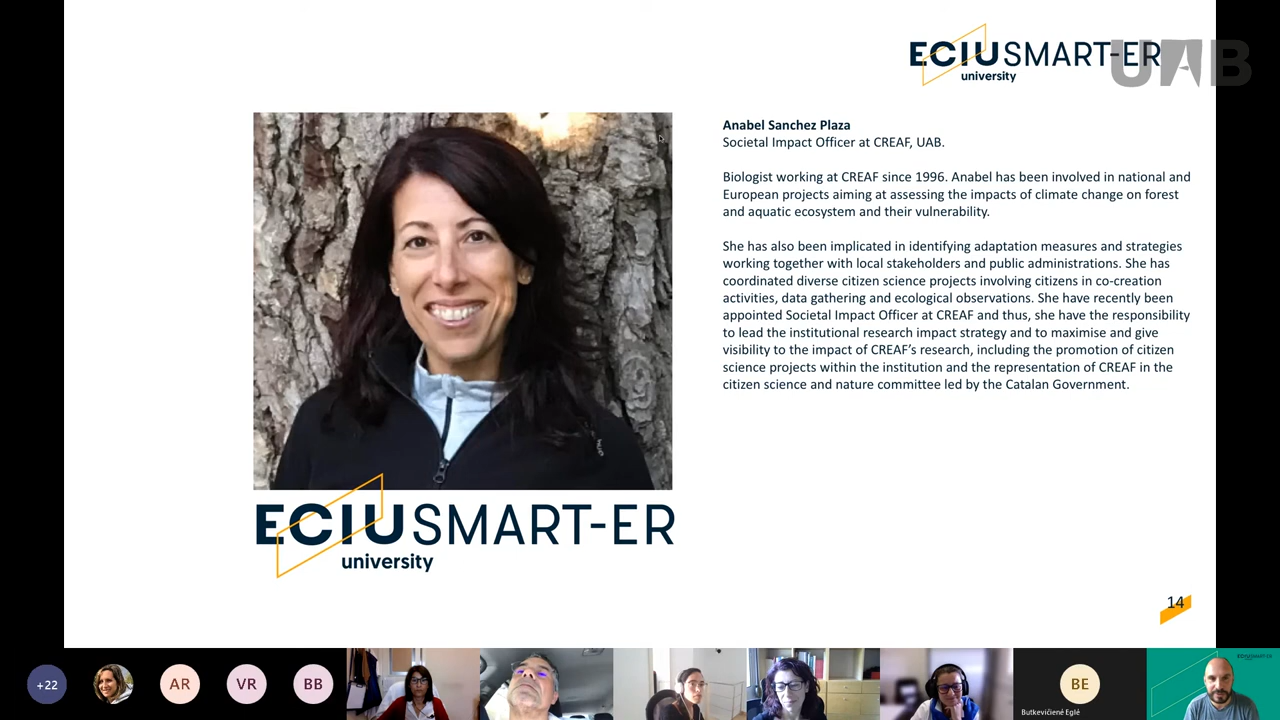 ECIU SMART-ER
university
UAB
Anabel Sanchez Plaza
Societal Impact Officer at CREAF, UAB.
Biologist working at CREAF since 1996. Anabel has been involved in national and
European projects aiming at assessing the impacts of climate change on forest
and aquatic ecosystem and their vulnerability.
She has also been implicated in identifying adaptation measures and strategies
working together with local stakeholders and public administrations. She has
coordinated diverse citizen science projects involving citizens in co-creation
activities, data gathering and ecological observations. She have recently been
appointed Societal Impact Officer at CREAF and thus, she have the responsibility
to lead the institutional research impact strategy and to maximise and give
visibility to the impact of CREAF's research, including the promotion of citizen
science projects within the institution and the representation of CREAF in the
citizen science and nature committee led by the Catalan Government.
ECIU SMART-ER
university
14
+22
AR
VR
BB
BE
Butkevičienė Eglė